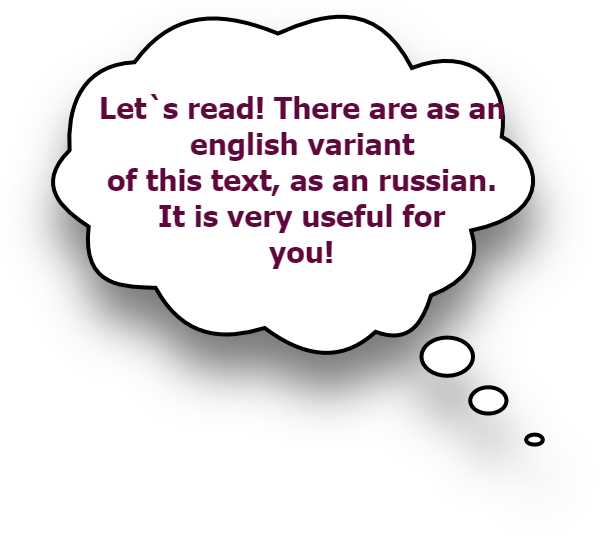 Let`s read! There are as an
english variant
of this text, as an russian.
It is very useful for
you!